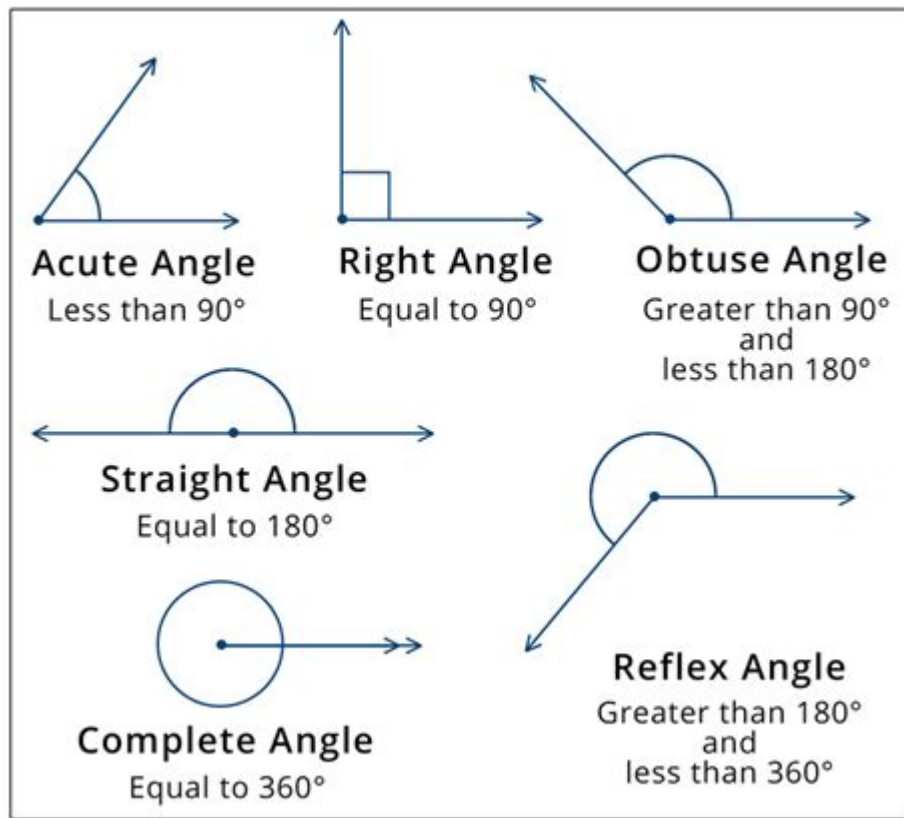 Acute Angle
Less than 90°
Right Angle
Equal to 90°
Obtuse Angle
Greater than 90°
and
less than 180°
Straight Angle
Equal to 180°
Reflex Angle
Greater than 180°
and
less than 360°
Complete Angle
Equal to 360°